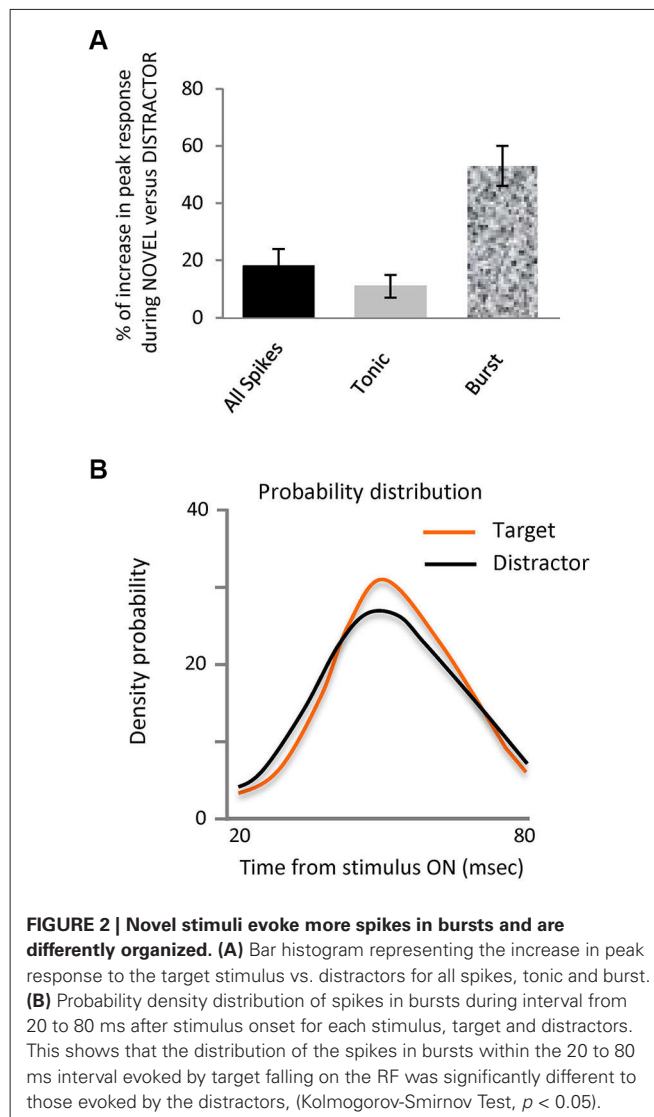 A
% of increase in peak response
during NOVEL versus DISTRACTOR
80
60
40
20
0
All Spikes
Tonic
Burst
B
Probability distribution
Target
Distractor
Density probability
40
20
0
20
80
Time from stimulus ON (msec)
FIGURE 2 | Novel stimuli evoke more spikes in bursts and are
differently organized. (A) Bar histogram representing the increase in peak
response to the target stimulus vs. distractors for all spikes, tonic and burst.
(B) Probability density distribution of spikes in bursts during interval from
20 to 80 ms after stimulus onset for each stimulus, target and distractors.
This shows that the distribution of the spikes in bursts within the 20 to 80
ms interval evoked by target falling on the RF was significantly different to
those evoked by the distractors, (Kolmogorov-Smirnov Test, p < 0.05).